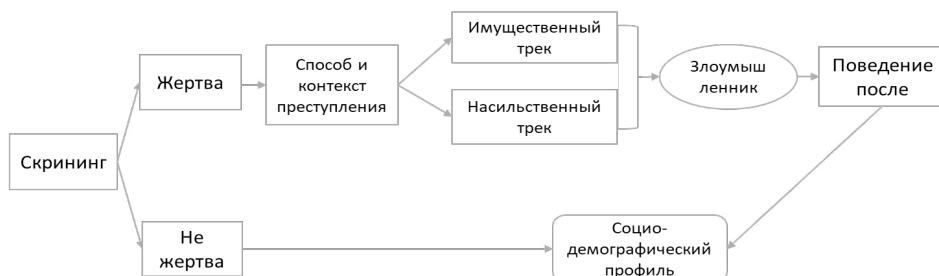 Скрининг
Жертва
Способ и
контекст
преступления
Имущественный
трек
Насильственный
трек
Злоумыш
ленник
Поведение
после
Не
жертва
Социо-
демографический
профиль